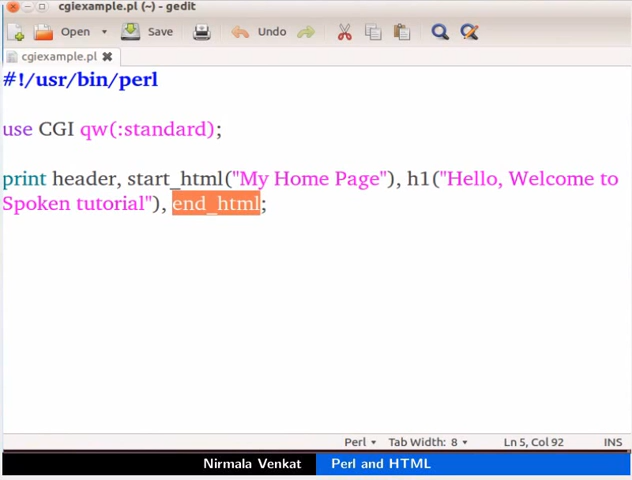 cgiexample.pl (~) - gedit
Open Save Undo
cgiexample.pl
#!/usr/bin/perl
use CGI qw(:standard);
print header, start_html("My Home Page"), h1("Hello, Welcome to
Spoken tutorial"), end_html;
Perl Tab Width: 8 Ln 5, Col 92 INS
Nirmala Venkat Perl and HTML